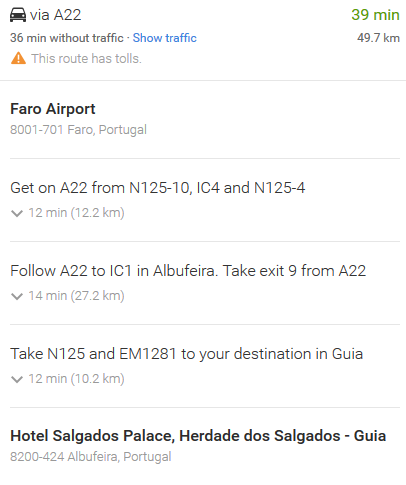 via A22 39 min
36 min without traffic · Show traffic 49.7 km
This route has tolls.
Faro Airport
8001-701 Faro, Portugal
Get on A22 from N125-10, IC4 and N125-4
12 min (12.2 km)
Follow A22 to IC1 in Albufeira. Take exit 9 from A22
14 min (27.2 km)
Take N125 and EM1281 to your destination in Guia
12 min (10.2 km)
Hotel Salgados Palace, Herdade dos Salgados - Guia
8200-424 Albufeira, Portugal